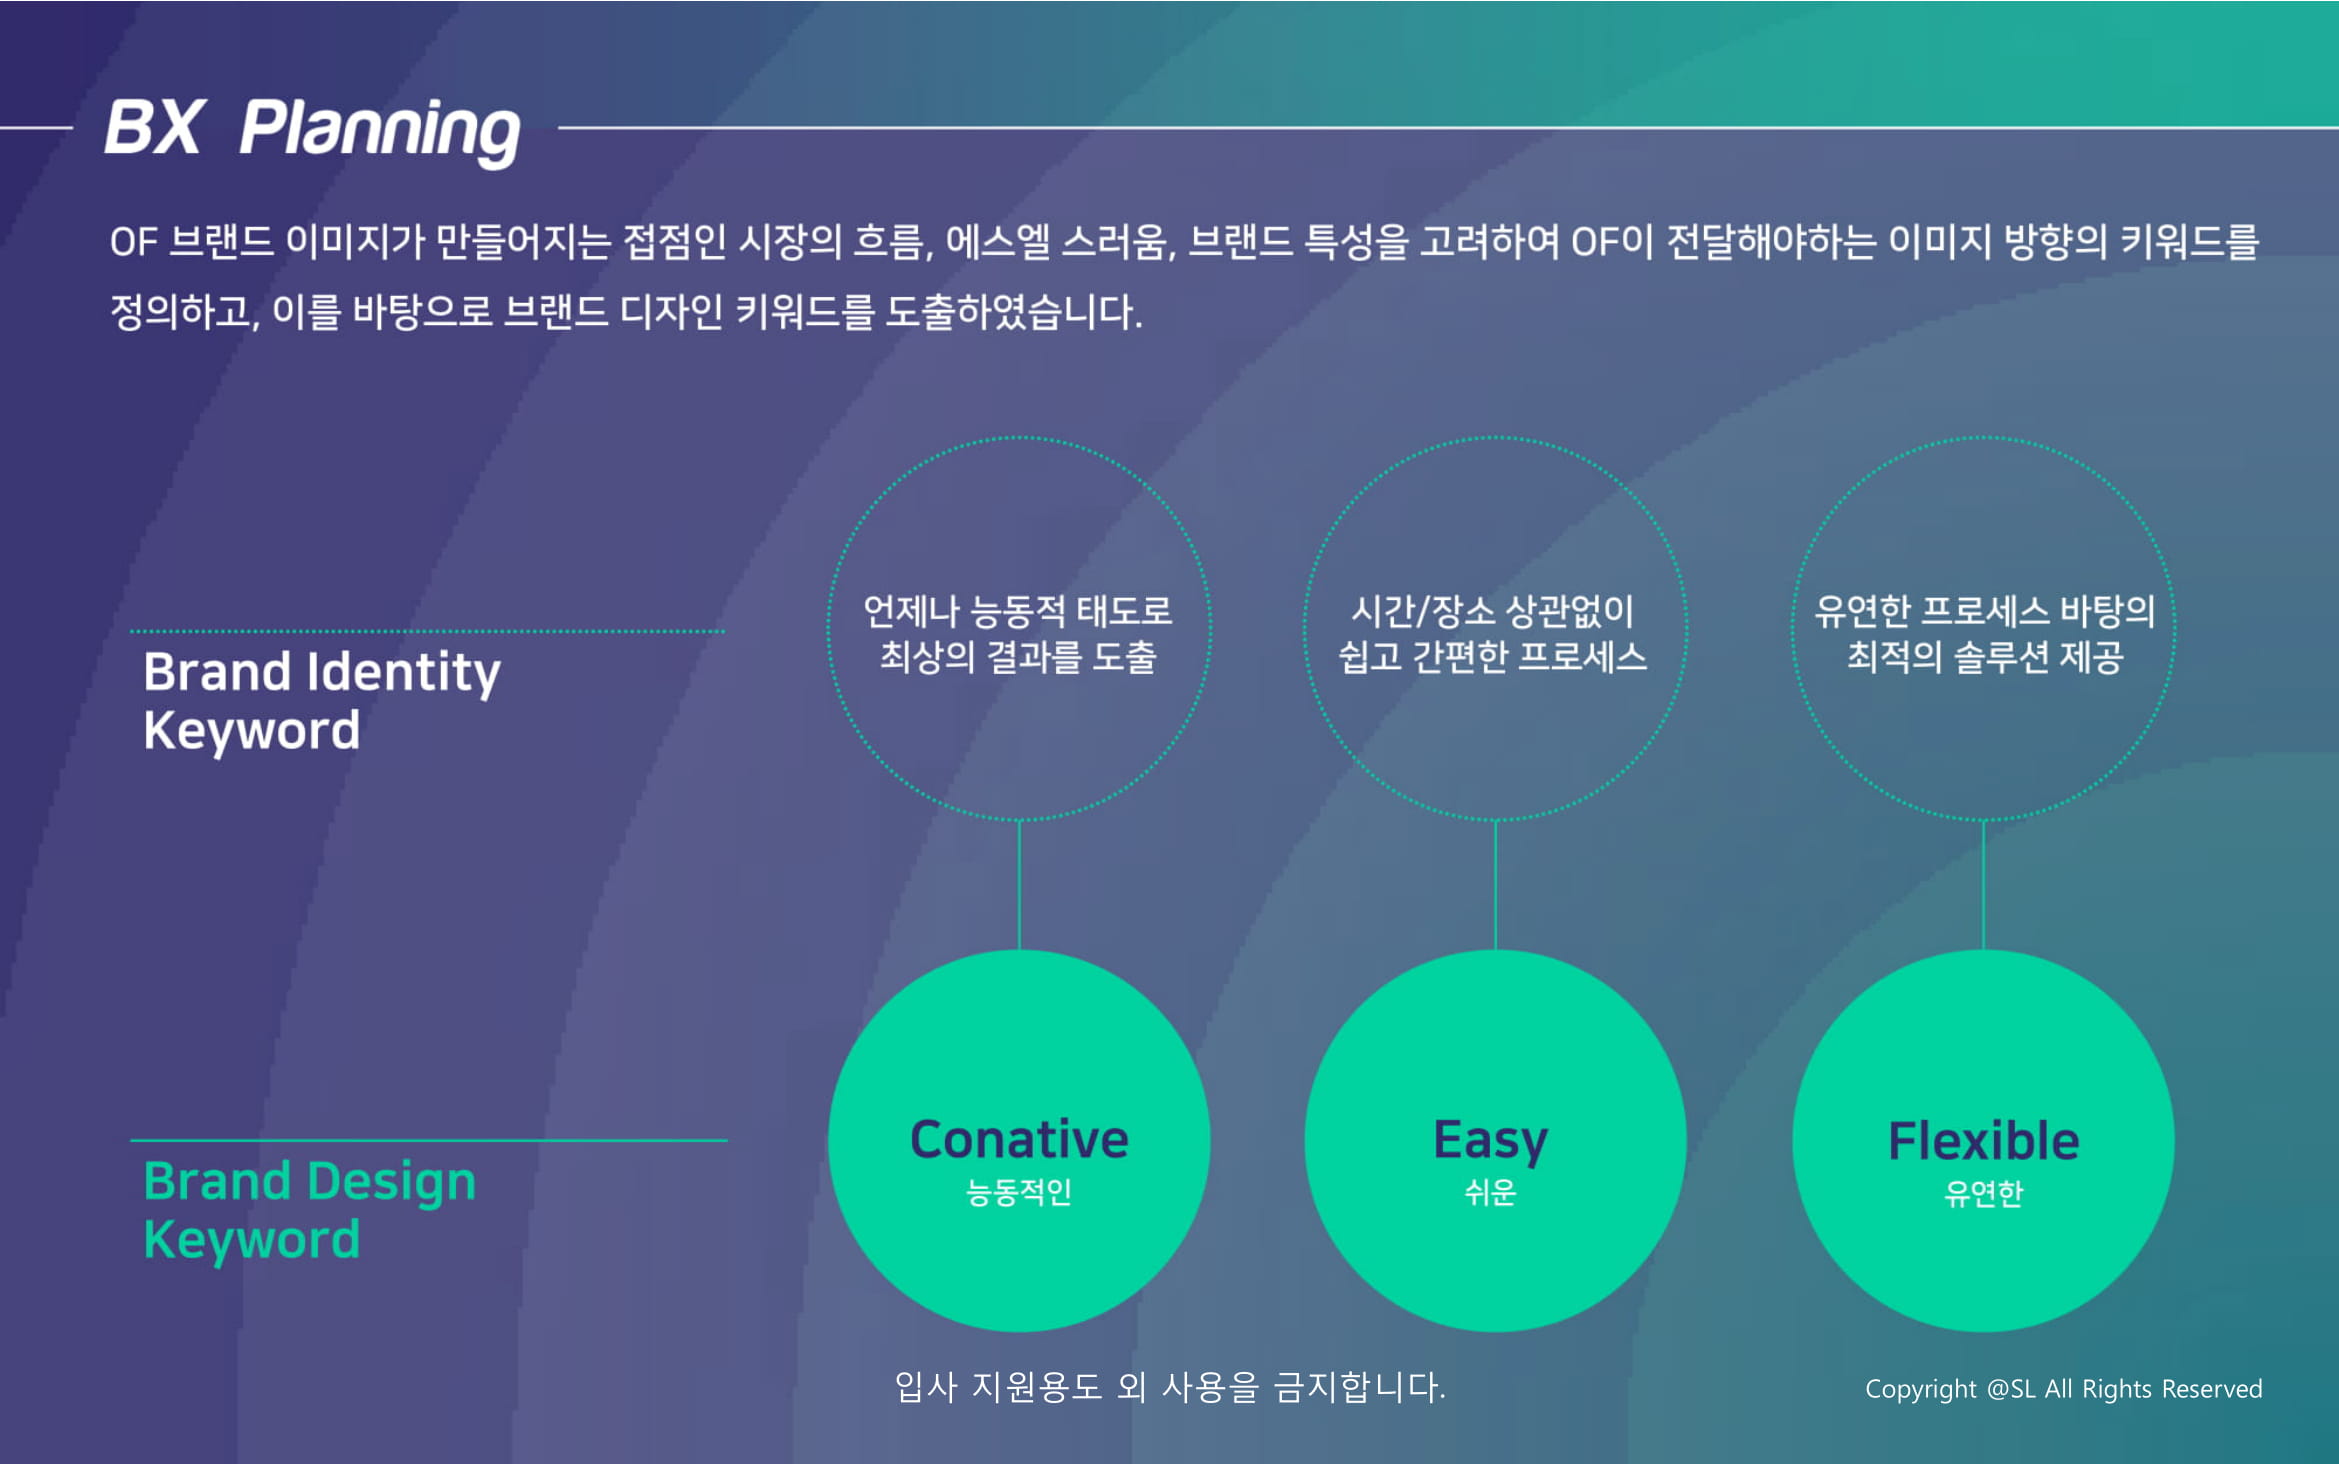 BX Planning
OF 브랜드 이미지가 만들어지는 접점인 시장의 흐름, 에스엘 스러움, 브랜드 특성을 고려하여 OF이 전달해야하는 이미지 방향의 키워드를
정의하고, 이를 바탕으로 브랜드 디자인 키워드를 도출하였습니다.
Brand Identity
Keyword
언제나 능동적 태도로
최상의 결과를 도출
시간/장소 상관없이
쉽고 간편한 프로세스
유연한 프로세스 바탕의
최적의 솔루션 제공
Brand Design
Keyword
Conative
능동적인
Easy
쉬운
Flexible
유연한
입사 지원용도 외 사용을 금지합니다.
Copyright @SL All Rights Reserved